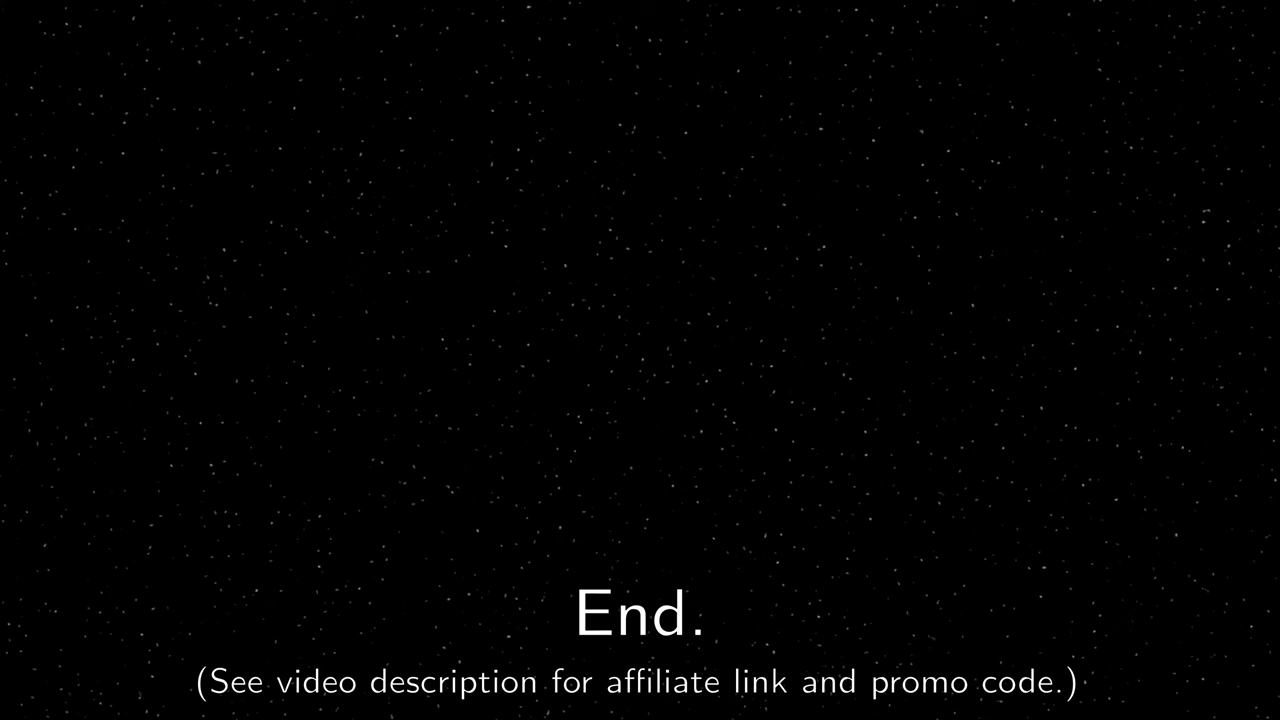 End.
(See video description for affiliate link and promo code.)